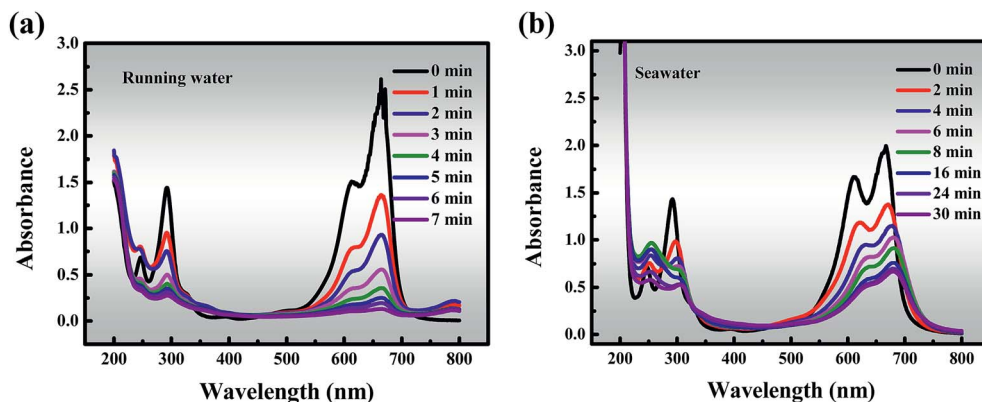 (a)
3.0
2.5
2.0
1.5
1.0
0.5
0.0
Absorbance
Running water
0 min
1 min
2 min
3 min
4 min
5 min
6 min
7 min
200 300 400 500 600 700 800
Wavelength (nm)
(b)
3.0
2.5
2.0
1.5
1.0
0.5
0.0
Absorbance
Seawater
0 min
2 min
4 min
6 min
8 min
16 min
24 min
30 min
200 300 400 500 600 700 800
Wavelength (nm)